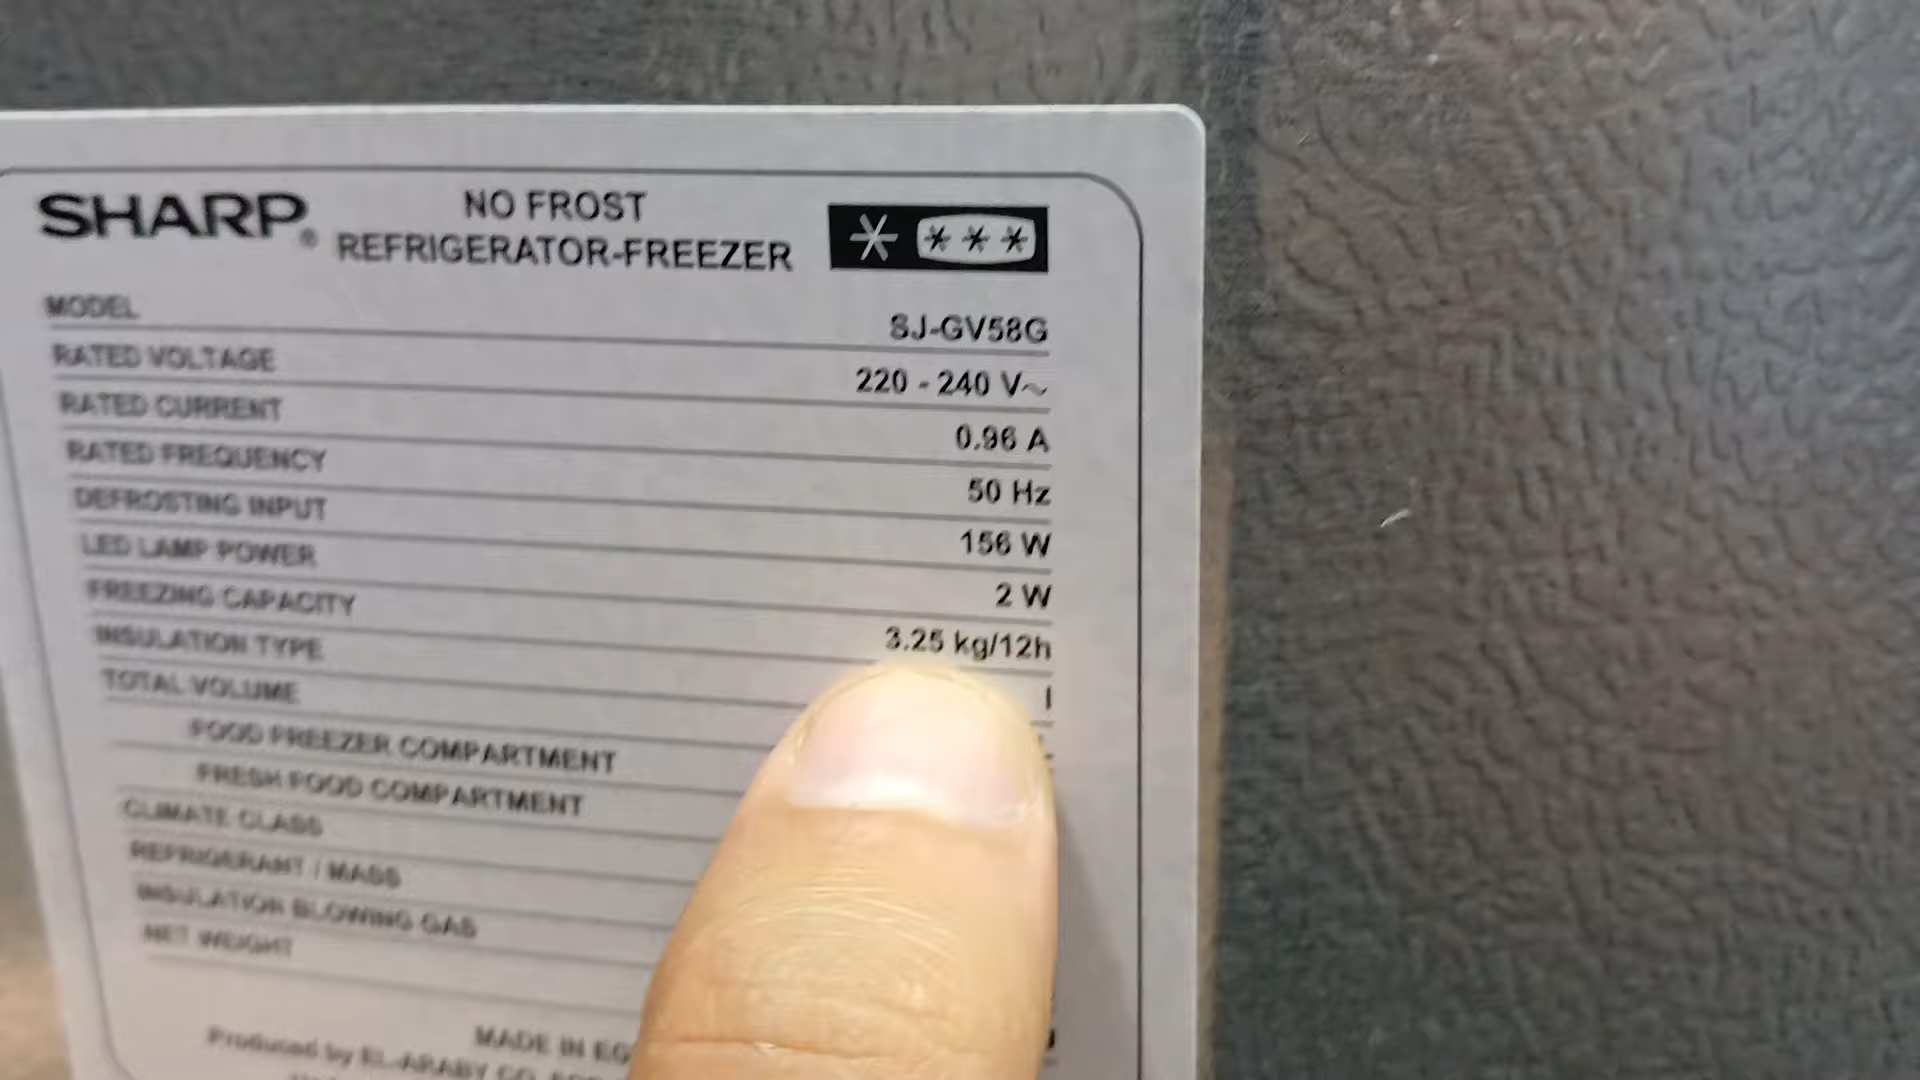 SHARP®
NO FROST
REFRIGERATOR-FREEZER
MODEL SJ-GV58G
RATED VOLTAGE 220 - 240 V~
RATED CURRENT 0.96 A
RATED FREQUENCY 50 Hz
DEFROSTING INPUT 156 W
LED LAMP POWER 2 W
FREEZING CAPACITY 3.25 kg/12h
INSULATION TYPE
TOTAL VOLUME
FOOD FREEZER COMPARTMENT
FRESH FOOD COMPARTMENT
CLIMATE CLASS
REFRIGERANT / MASS
INSULATION BLOWING GAS
NET WEIGHT
MADE IN
Produced by EL-ARABY CO.